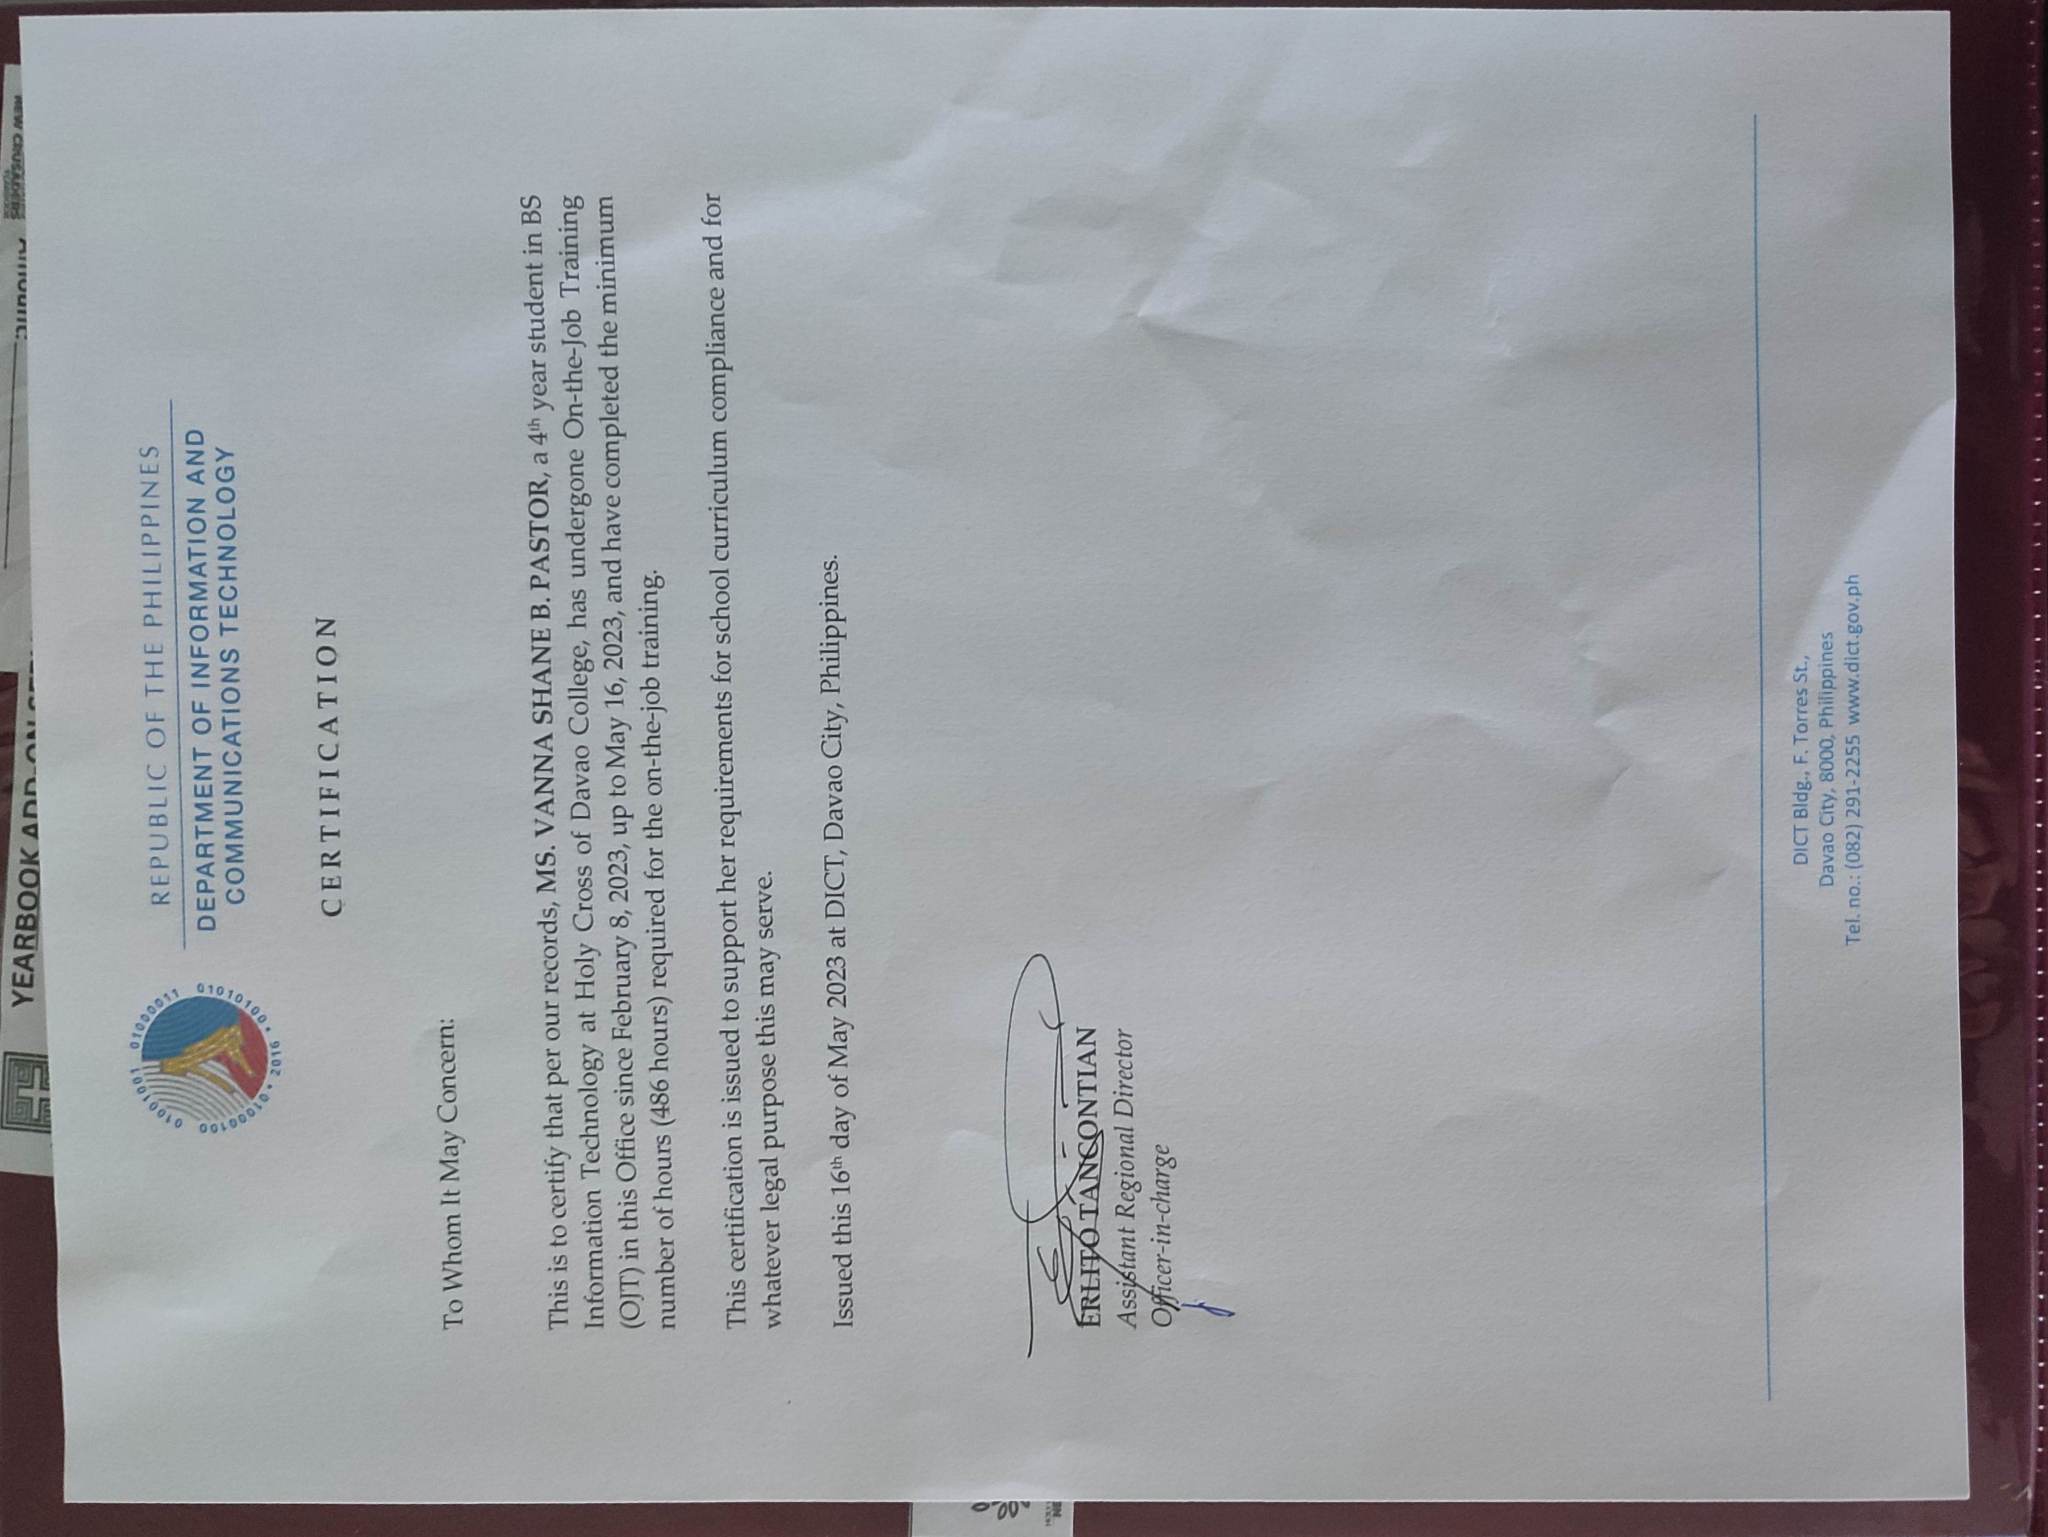 YEARBOOK ADD-ON
Amount:
NEW CRUSADERS
01000100 01001001 01000011 01010100
2016
REPUBLIC OF THE PHILIPPINES
DEPARTMENT OF INFORMATION AND
COMMUNICATIONS TECHNOLOGY
CERTIFICATION
To Whom It May Concern:
This is to certify that per our records, MS. VANNA SHANE B. PASTOR, a 4th year student in BS
Information Technology at Holy Cross of Davao College, has undergone On-the-Job Training
(OJT) in this Office since February 8, 2023, up to May 16, 2023, and have completed the minimum
number of hours (486 hours) required for the on-the-job training.
This certification is issued to support her requirements for school curriculum compliance and for
whatever legal purpose this may serve.
Issued this 16th day of May 2023 at DICT, Davao City, Philippines.
ERLITO TANCONTIAN
Assistant Regional Director
Officer-in-charge
DICT Bldg., F. Torres St.,
Davao City, 8000, Philippines
Tel. no.: (082) 291-2255 www.dict.gov.ph